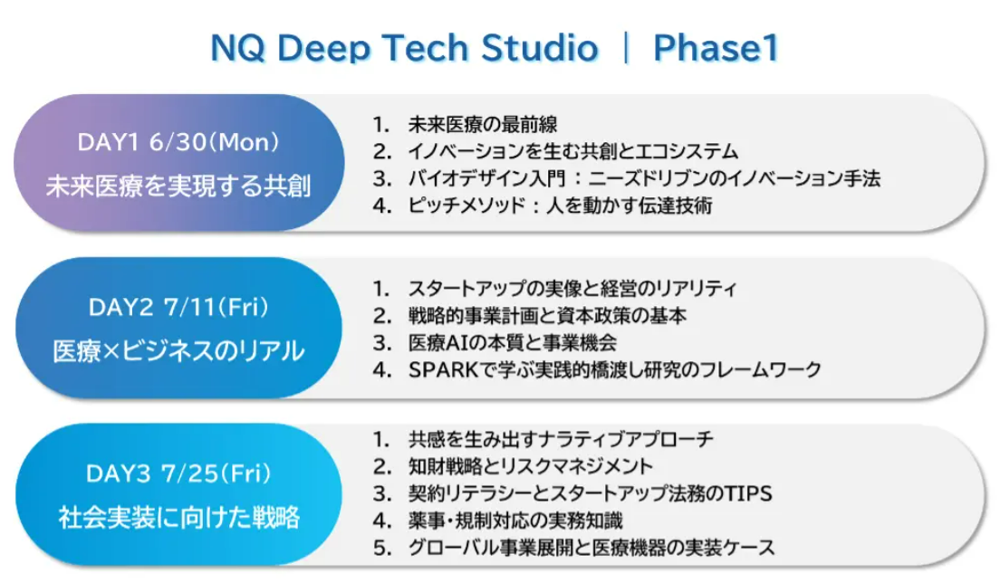 NQ Deep Tech Studio ｜ Phase1
DAY1 6/30(Mon)
未来医療を実現する共創
1. 未来医療の最前線
2. イノベーションを生む共創とエコシステム
3. バイオデザイン入門：ニーズドリブンのイノベーション手法
4. ピッチメソッド：人を動かす伝達技術
DAY2 7/11(Fri)
医療×ビジネスのリアル
1. スタートアップの実像と経営のリアリティ
2. 戦略的事業計画と資本政策の基本
3. 医療AIの本質と事業機会
4. SPARKで学ぶ実践的橋渡し研究のフレームワーク
DAY3 7/25(Fri)
社会実装に向けた戦略
1. 共感を生み出すナラティブアプローチ
2. 知財戦略とリスクマネジメント
3. 契約リテラシーとスタートアップ法務のTIPS
4. 薬事・規制対応の実務知識
5. グローバル事業展開と医療機器の実装ケース